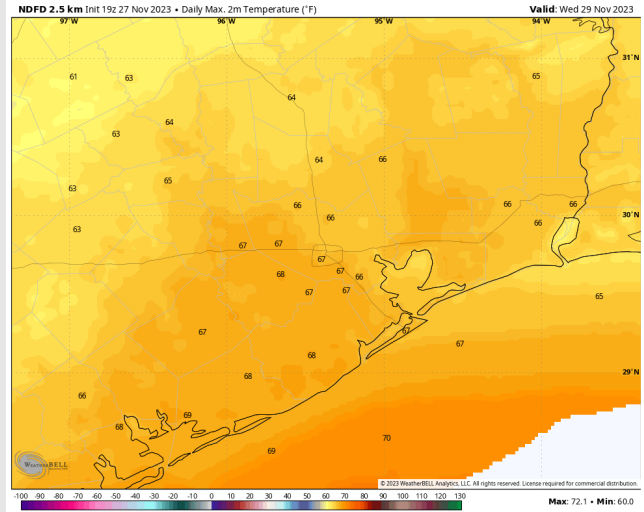 NDFD 2.5 km Init 19z 27 Nov 2023 • Daily Max. 2m Temperature (°F)
Valid: Wed 29 Nov 2023
97°W 96°W 95°W 94°W
31°N
61 63 65
64
64
63
64 66
65
63
66 66 66
30°N
66 66
63
67 67
67
68 67 66
67 67
65
67 67
67
68
29°N
68
66
69
68
70
69
WEATHERBELL
© 2023 WeatherBELL Analytics, LLC. All rights reserved. License required for commercial distribution.
-100 -90 -80 -70 -60 -50 -40 -30 -20 -10 0 10 20 30 40 50 60 70 80 90 100 110 120 130
Max: 72.1 • Min: 60.0